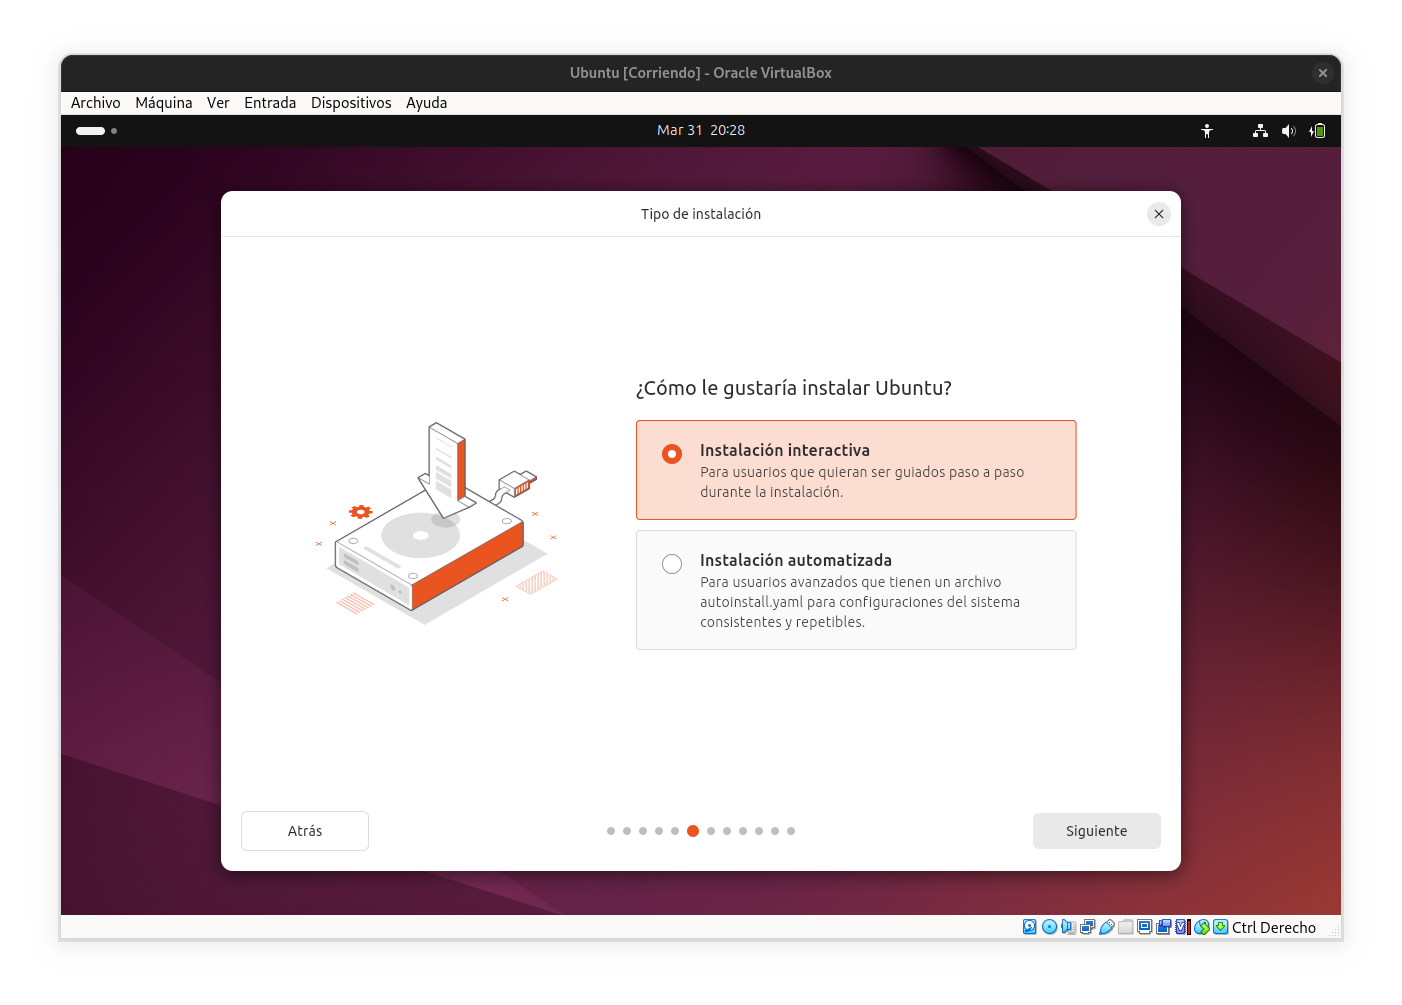 Ubuntu [Corriendo] - Oracle VirtualBox
Archivo Máquina Ver Entrada Dispositivos Ayuda
Mar 31 20:28
Tipo de instalación
¿Cómo le gustaría instalar Ubuntu?
Instalación interactiva
Para usuarios que quieran ser guiados paso a paso
durante la instalación.
Instalación automatizada
Para usuarios avanzados que tienen un archivo
autoinstall.yaml para configuraciones del sistema
consistentes y repetibles.
Atrás
Siguiente
Ctrl Derecho